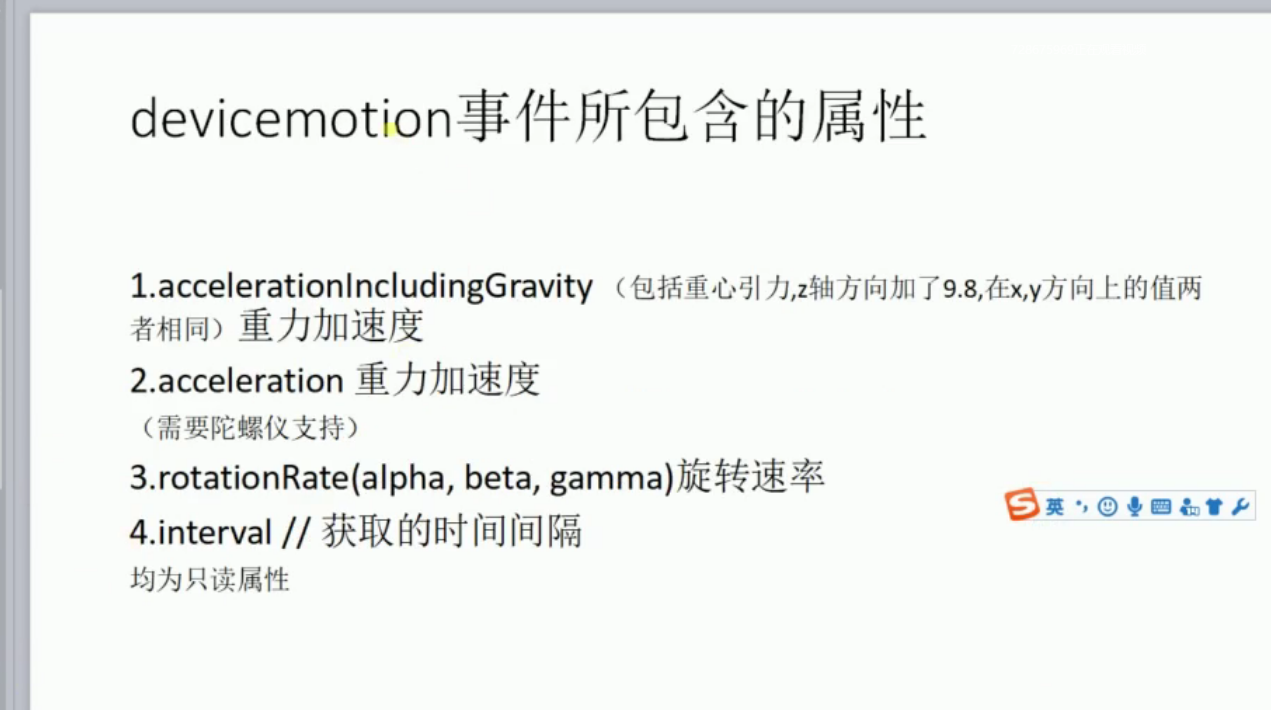 devicemotion事件所包含的属性
1.accelerationIncludingGravity （包括重心引力,z轴方向加了9.8,在x,y方向上的值两
者相同）重力加速度
2.acceleration 重力加速度
（需要陀螺仪支持）
3.rotationRate(alpha, beta, gamma)旋转速率
4.interval // 获取的时间间隔
均为只读属性
S 英